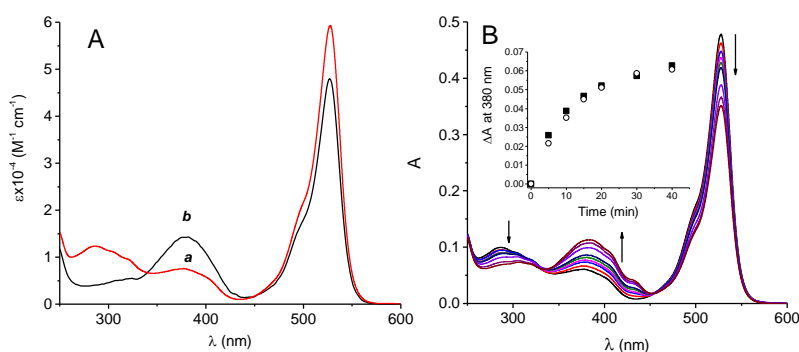 A
B
εx10⁻⁴ (M⁻¹ cm⁻¹)
6
5
4
3
2
1
0
b
a
300 400 500 600
λ (nm)
A
0.5
0.4
0.3
0.2
0.1
0.0
ΔA at 380 nm
0.07
0.06
0.05
0.04
0.03
0.02
0.01
0.00
0 10 20 30 40
Time (min)
300 400 500 600
λ (nm)